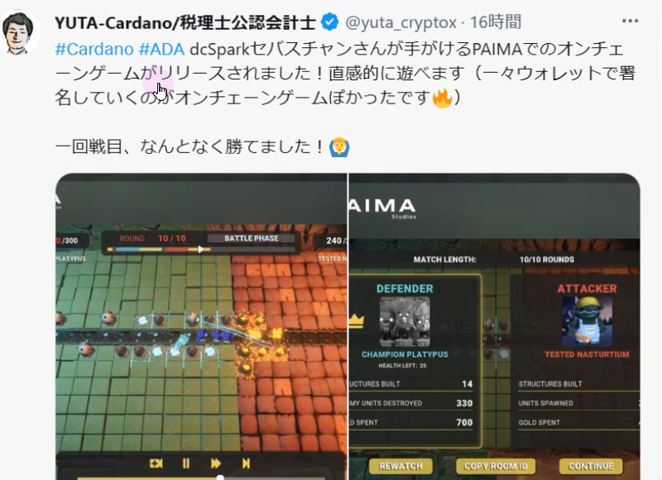 YUTA-Cardano/税理士公認会計士 @yuta_cryptox · 16時間
#Cardano #ADA dcSparkセバスチャンさんが手がけるPAIMAでのオンチェ
ーンゲームがリリースされました！直感的に遊べます（一々ウォレットで署
名していくのがオンチェーンゲームぽかったです🔥）
一回戦目、なんとなく勝てました！🙆‍♂️
/300
ROUND 10/10
BATTLE PHASE
240/
PLATYPUS
TESTED N
AIMA
Studios
MATCH LENGTH: 10/10 ROUNDS
DEFENDER
CHAMPION PLATYPUS
HEALTH LEFT: 25
UCTURES BUILT 14
MY UNITS DESTROYED 330
D SPENT 700
ATTACKER
TESTED NASTURTIUM
STRUCTURES BUILT
UNITS SPAWNED
GOLD SPENT
REWATCH
COPY ROOM ID
CONTINUE